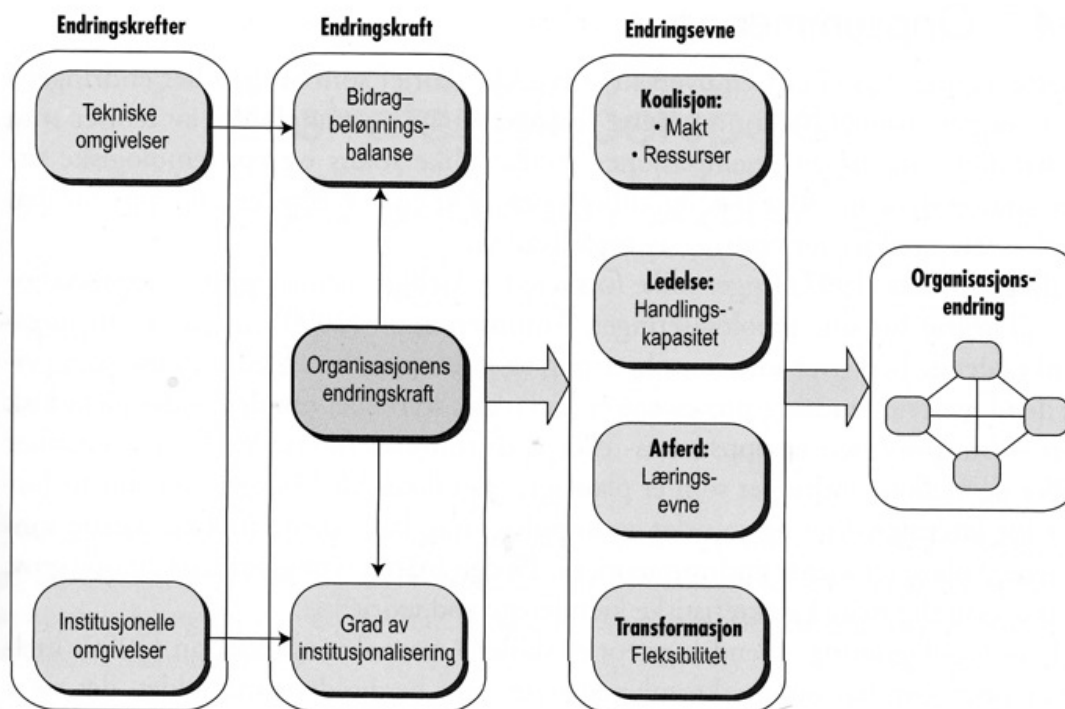 Endringskrefter
Tekniske
omgivelser
Institusjonelle
omgivelser
Endringskraft
Bidrag–
belønnings-
balanse
Organisasjonens
endringskraft
Grad av
institusjonalisering
Endringsevne
Koalisjon:
• Makt
• Ressurser
Ledelse:
Handlings-
kapasitet
Atferd:
Lærings-
evne
Transformasjon
Fleksibilitet
Organisasjons-
endring